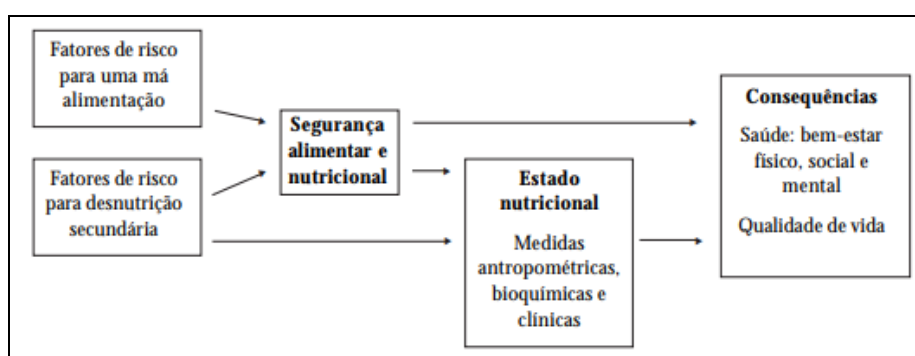 Fatores de risco
para uma má
alimentação
Fatores de risco
para desnutrição
secundária
Segurança
alimentar e
nutricional
Estado
nutricional
Medidas
antropométricas,
bioquímicas e
clínicas
Consequências
Saúde: bem-estar
físico, social e
mental
Qualidade de vida